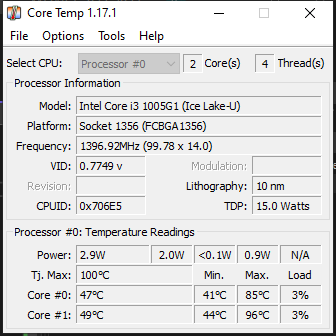 Core Temp 1.17.1
File Options Tools Help
Select CPU: Processor #0 2 Core(s) 4 Thread(s)
Processor Information
Model: Intel Core i3 1005G1 (Ice Lake-U)
Platform: Socket 1356 (FCBGA1356)
Frequency: 1396.92MHz (99.78 x 14.0)
VID: 0.7749 v Modulation:
Revision: Lithography: 10 nm
CPUID: 0x706E5 TDP: 15.0 Watts
Processor #0: Temperature Readings
Power: 2.9W 2.0W <0.1W 0.9W N/A
Tj. Max: 100°C Min. Max. Load
Core #0: 47°C 41°C 85°C 3%
Core #1: 49°C 44°C 96°C 3%